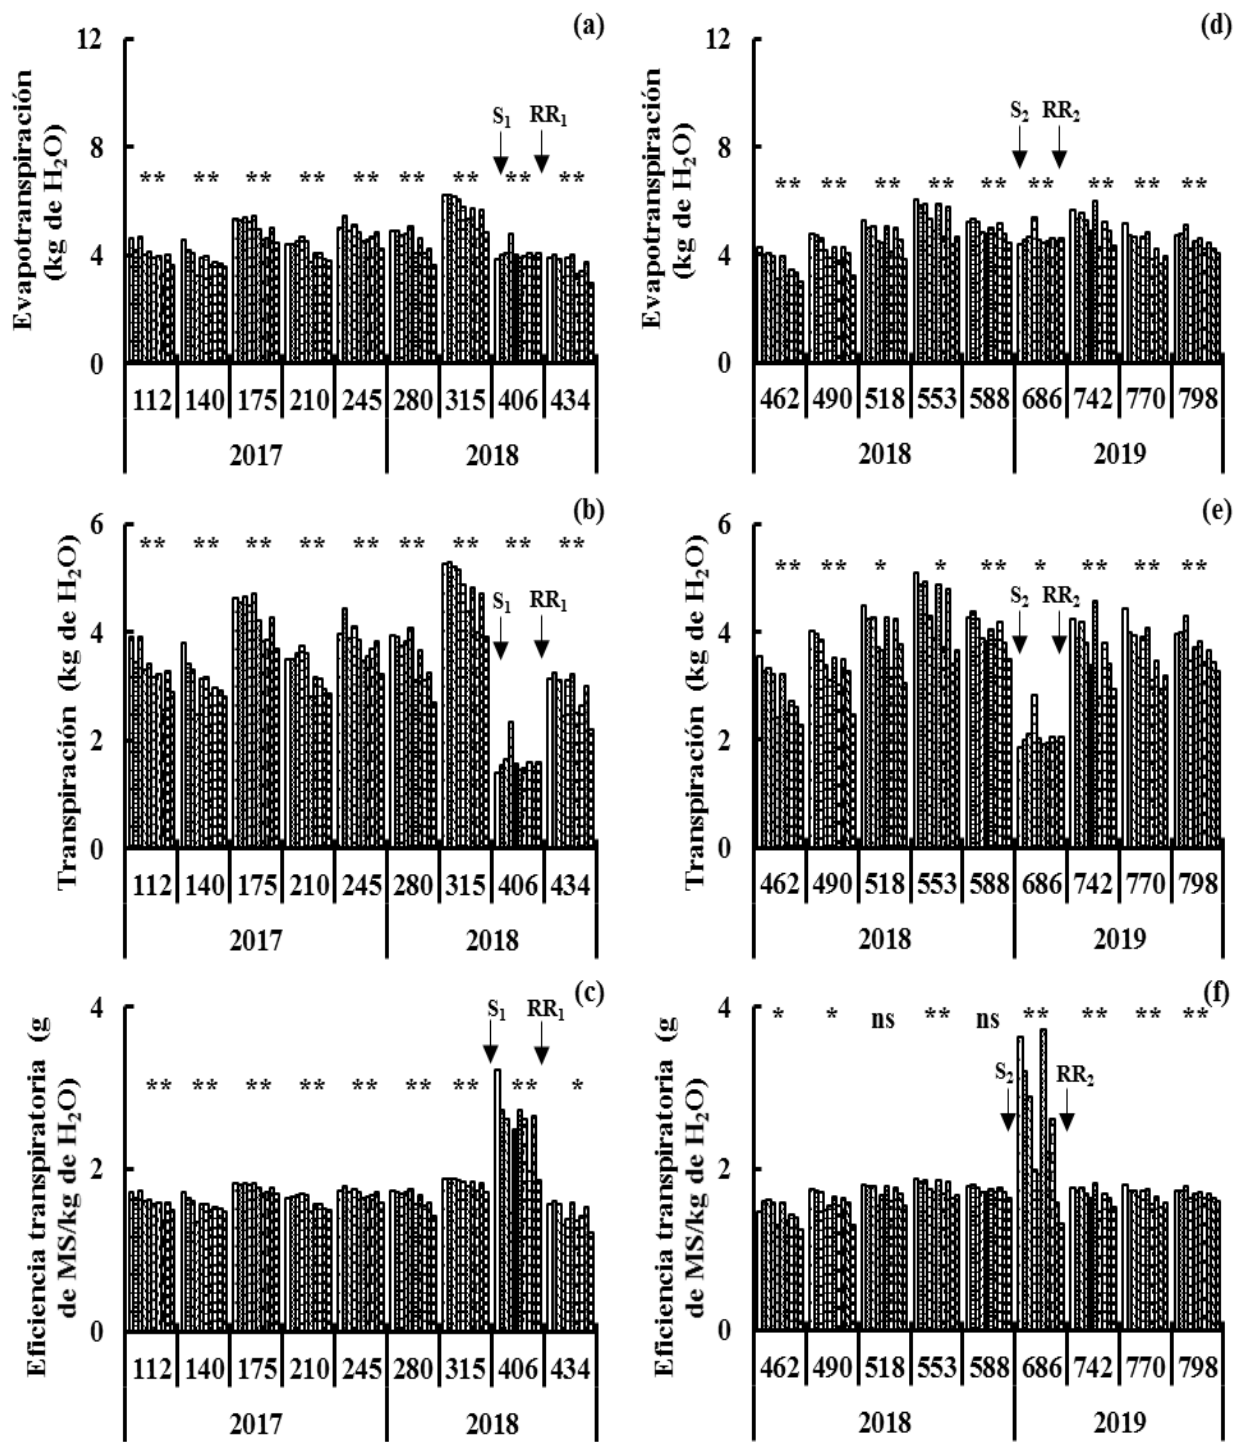 (a)
12
8
4
0
Evapotranspiración
(kg de H₂O)
S₁ RR₁
** ** ** ** ** ** ** ** **
112 140 175 210 245 280 315 406 434
2017 2018
(d)
12
8
4
0
Evapotranspiración
(kg de H₂O)
S₂ RR₂
** ** ** ** ** ** ** ** **
462 490 518 553 588 686 742 770 798
2018 2019
(b)
6
4
2
0
Transpiración (kg de H₂O)
** ** ** ** ** ** ** ** **
S₁ RR₁
112 140 175 210 245 280 315 406 434
2017 2018
(e)
6
4
2
0
Transpiración (kg de H₂O)
** ** * * ** * ** ** **
S₂ RR₂
462 490 518 553 588 686 742 770 798
2018 2019
(c)
4
2
0
Eficiencia transpiratoria (g
de MS/kg de H₂O)
S₁ RR₁
** ** ** ** ** ** ** ** *
112 140 175 210 245 280 315 406 434
2017 2018
(f)
4
2
0
Eficiencia transpiratoria (g
de MS/kg de H₂O)
* * ns ** ns ** ** ** **
S₂ RR₂
462 490 518 553 588 686 742 770 798
2018 2019